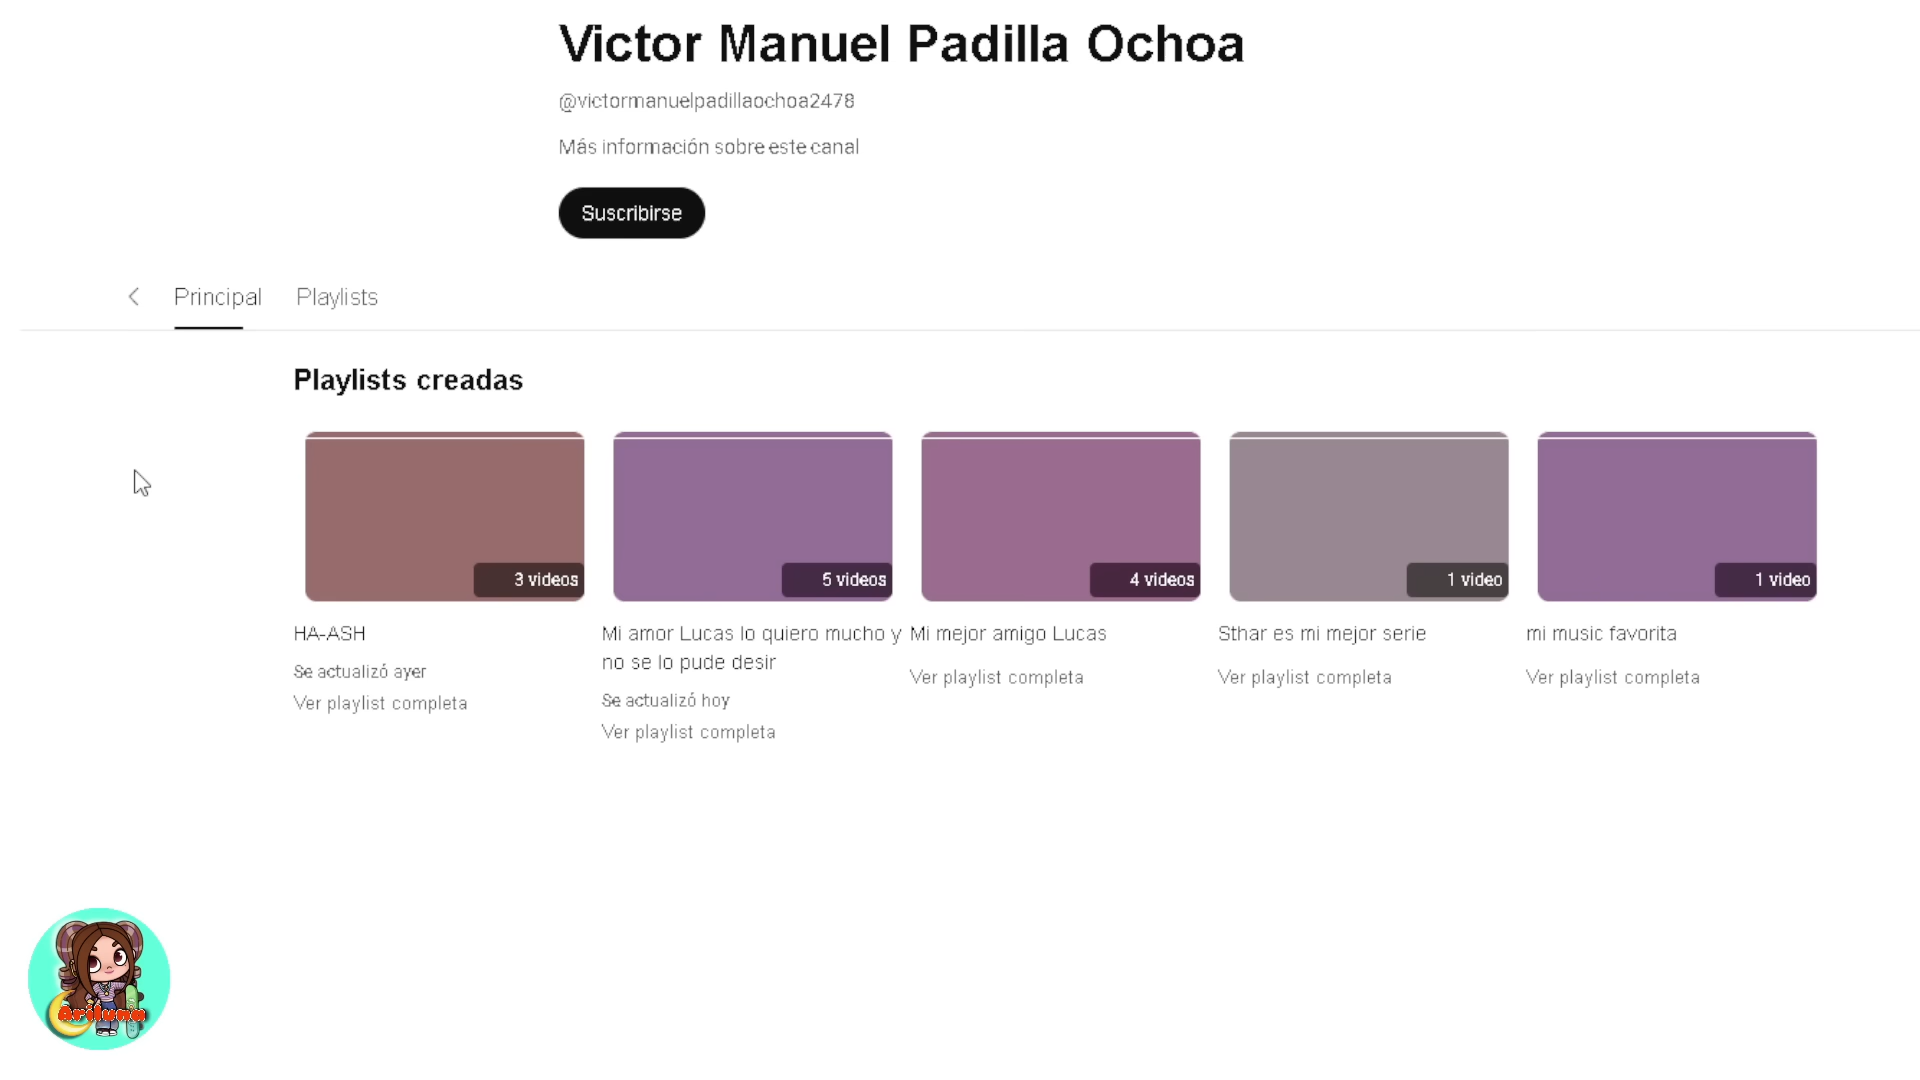 Victor Manuel Padilla Ochoa
@victormanuelpadillaochoa2478
Más información sobre este canal
Suscribirse
Principal
Playlists
Playlists creadas
3 videos
5 videos
4 videos
1 video
1 video
HA-ASH
Se actualizó ayer
Ver playlist completa
Mi amor Lucas lo quiero mucho y
no se lo pude desir
Se actualizó hoy
Ver playlist completa
Mi mejor amigo Lucas
Ver playlist completa
Sthar es mi mejor serie
Ver playlist completa
mi music favorita
Ver playlist completa
Ariluna